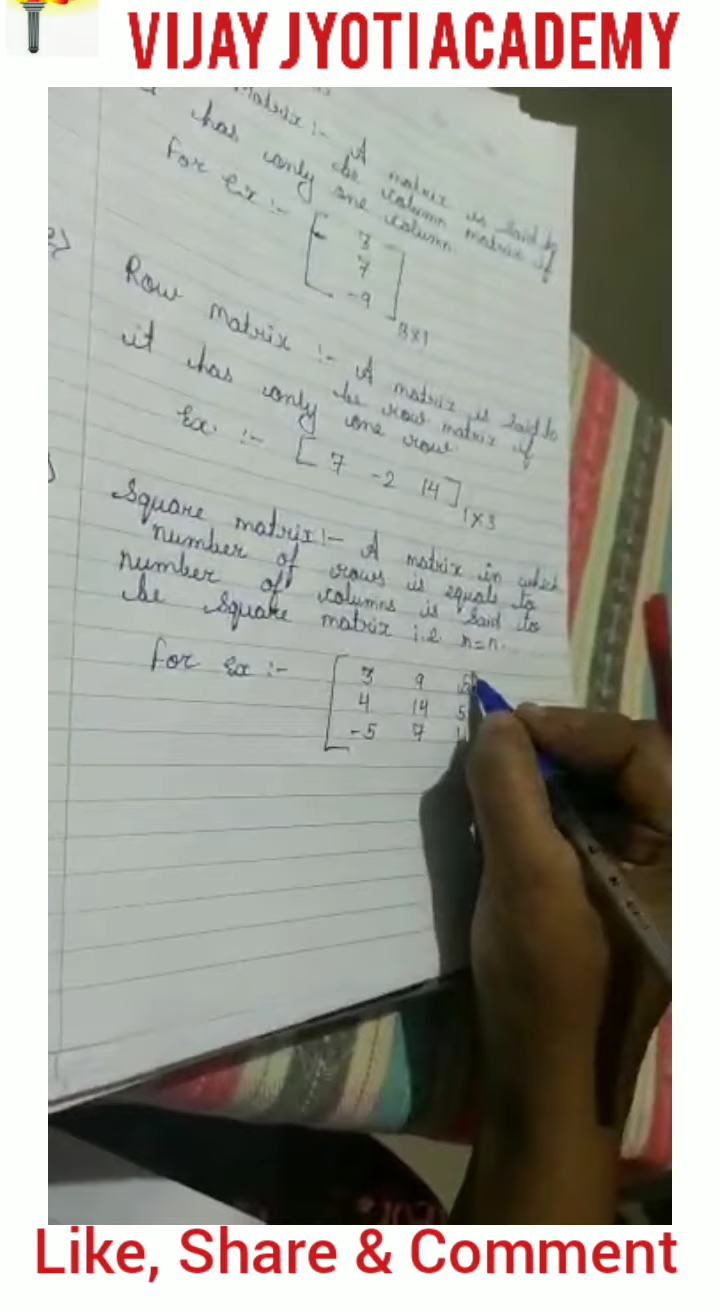 VIJAY JYOTI ACADEMY
Matrix :- A matrix is said to
be column matrix if
has only one column.
For Ex :- [ 3
7
-9 ] 3×1
Row Matrix :- A matrix is said to
be row matrix if
it has only one row.
Ex. :- [ 7 -2 14 ] 1×3
Square matrix :- A matrix in which
number of rows is equals to
number of columns is said to
be square matrix i.e.
For Ex :- [ 3 9
4 14 5
-5 7
Like, Share & Comment